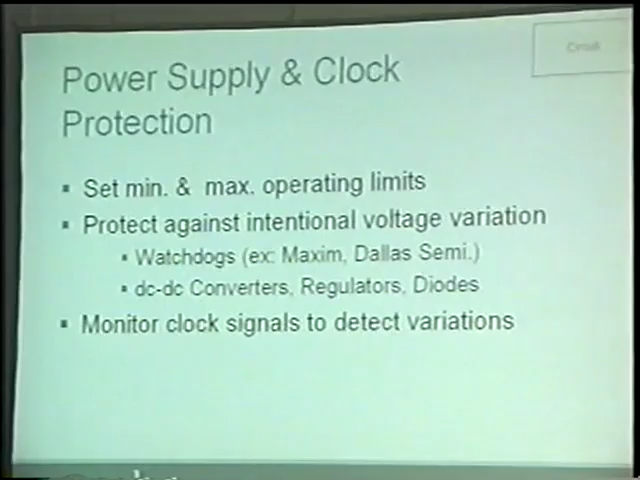 Circuit
Power Supply & Clock
Protection
▪ Set min. & max. operating limits
▪ Protect against intentional voltage variation
▪ Watchdogs (ex: Maxim, Dallas Semi.)
▪ dc-dc Converters, Regulators, Diodes
▪ Monitor clock signals to detect variations